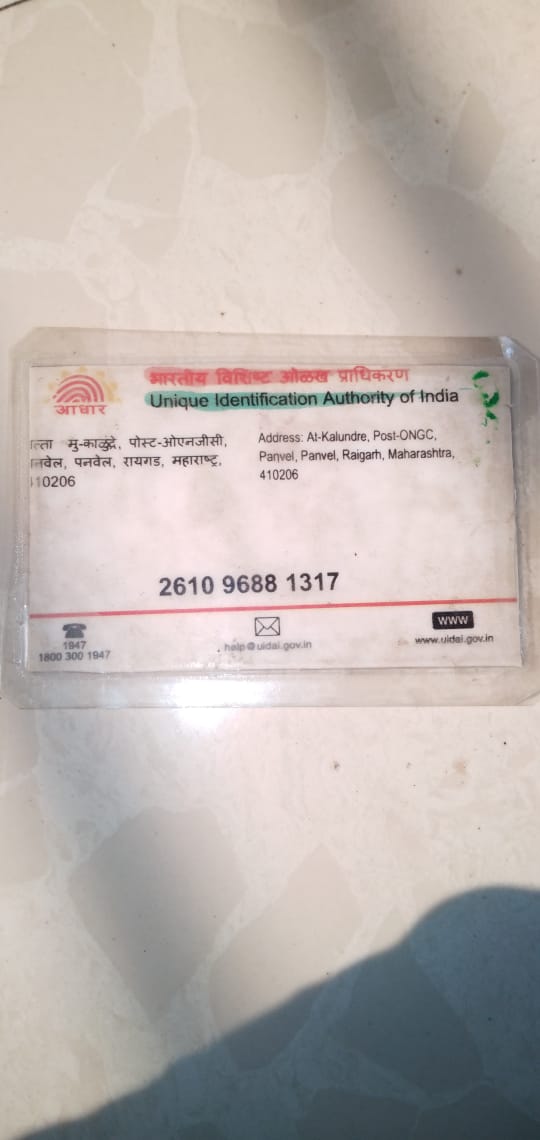 भारतीय विशिष्ट ओळख प्राधिकरण
Unique Identification Authority of India
आधार
मु-काळुंद्रे, पोस्ट-ओएनजीसी,
पनवेल, रायगड, महाराष्ट्र,
10206
Address: At-Kalundre, Post-ONGC,
Panvel, Panvel, Raigarh, Maharashtra,
410206
2610 9688 1317
1947
1800 300 1947
help@uidai.gov.in
WWW
www.uidai.gov.in